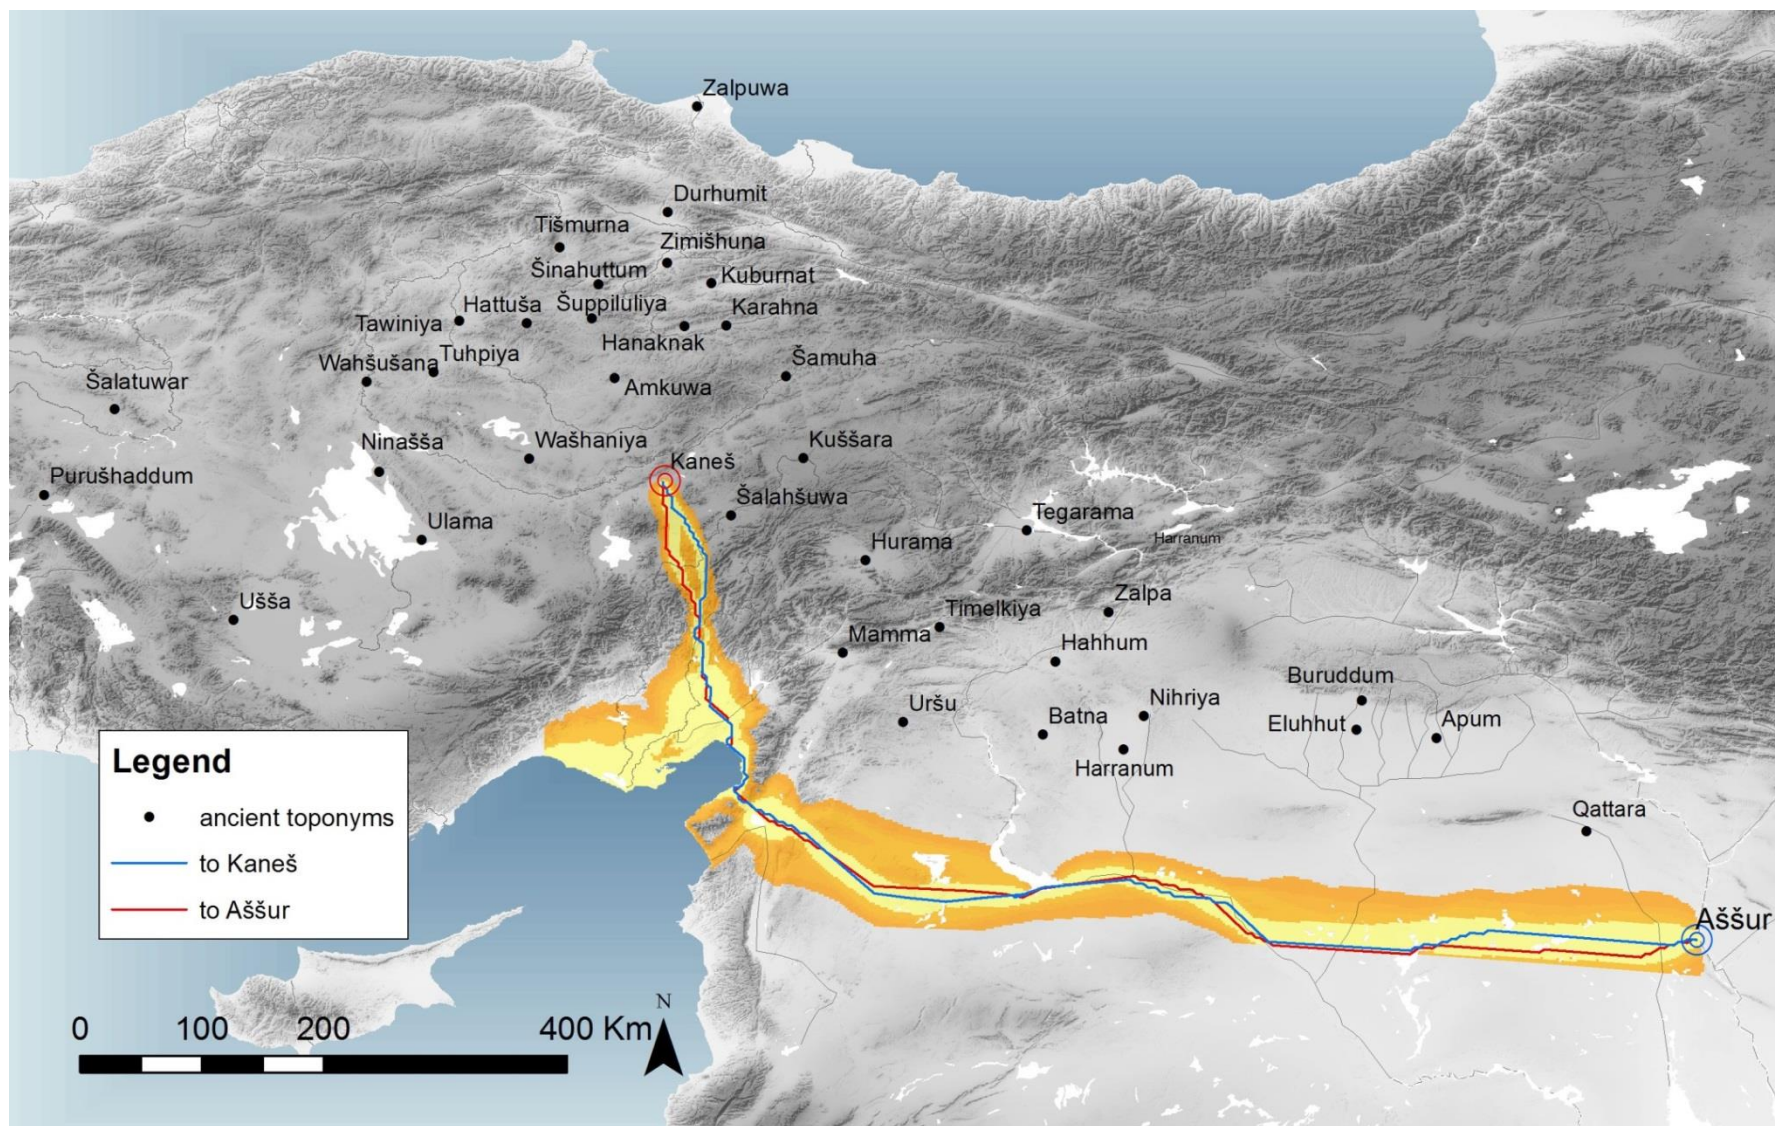 Zalpuwa
Durhumit
Tišmurna
Zimišhuna
Šinahuttum
Kuburnat
Hattuša
Šuppiluliya
Karahna
Tawiniya
Hanaknak
Wahšušana
Tuhpiya
Šamuha
Šalatuwar
Amkuwa
Ninašša
Wašhaniya
Kuššara
Kaneš
Purušhaddum
Šalahšuwa
Ulama
Tegarama
Harranum
Hurama
Ušša
Zalpa
Timelkiya
Mamma
Hahhum
Buruddum
Uršu
Batna
Nihriya
Eluhhut
Apum
Harranum
Qattara
Aššur
Legend
ancient toponyms
to Kaneš
to Aššur
N
0 100 200 400 Km